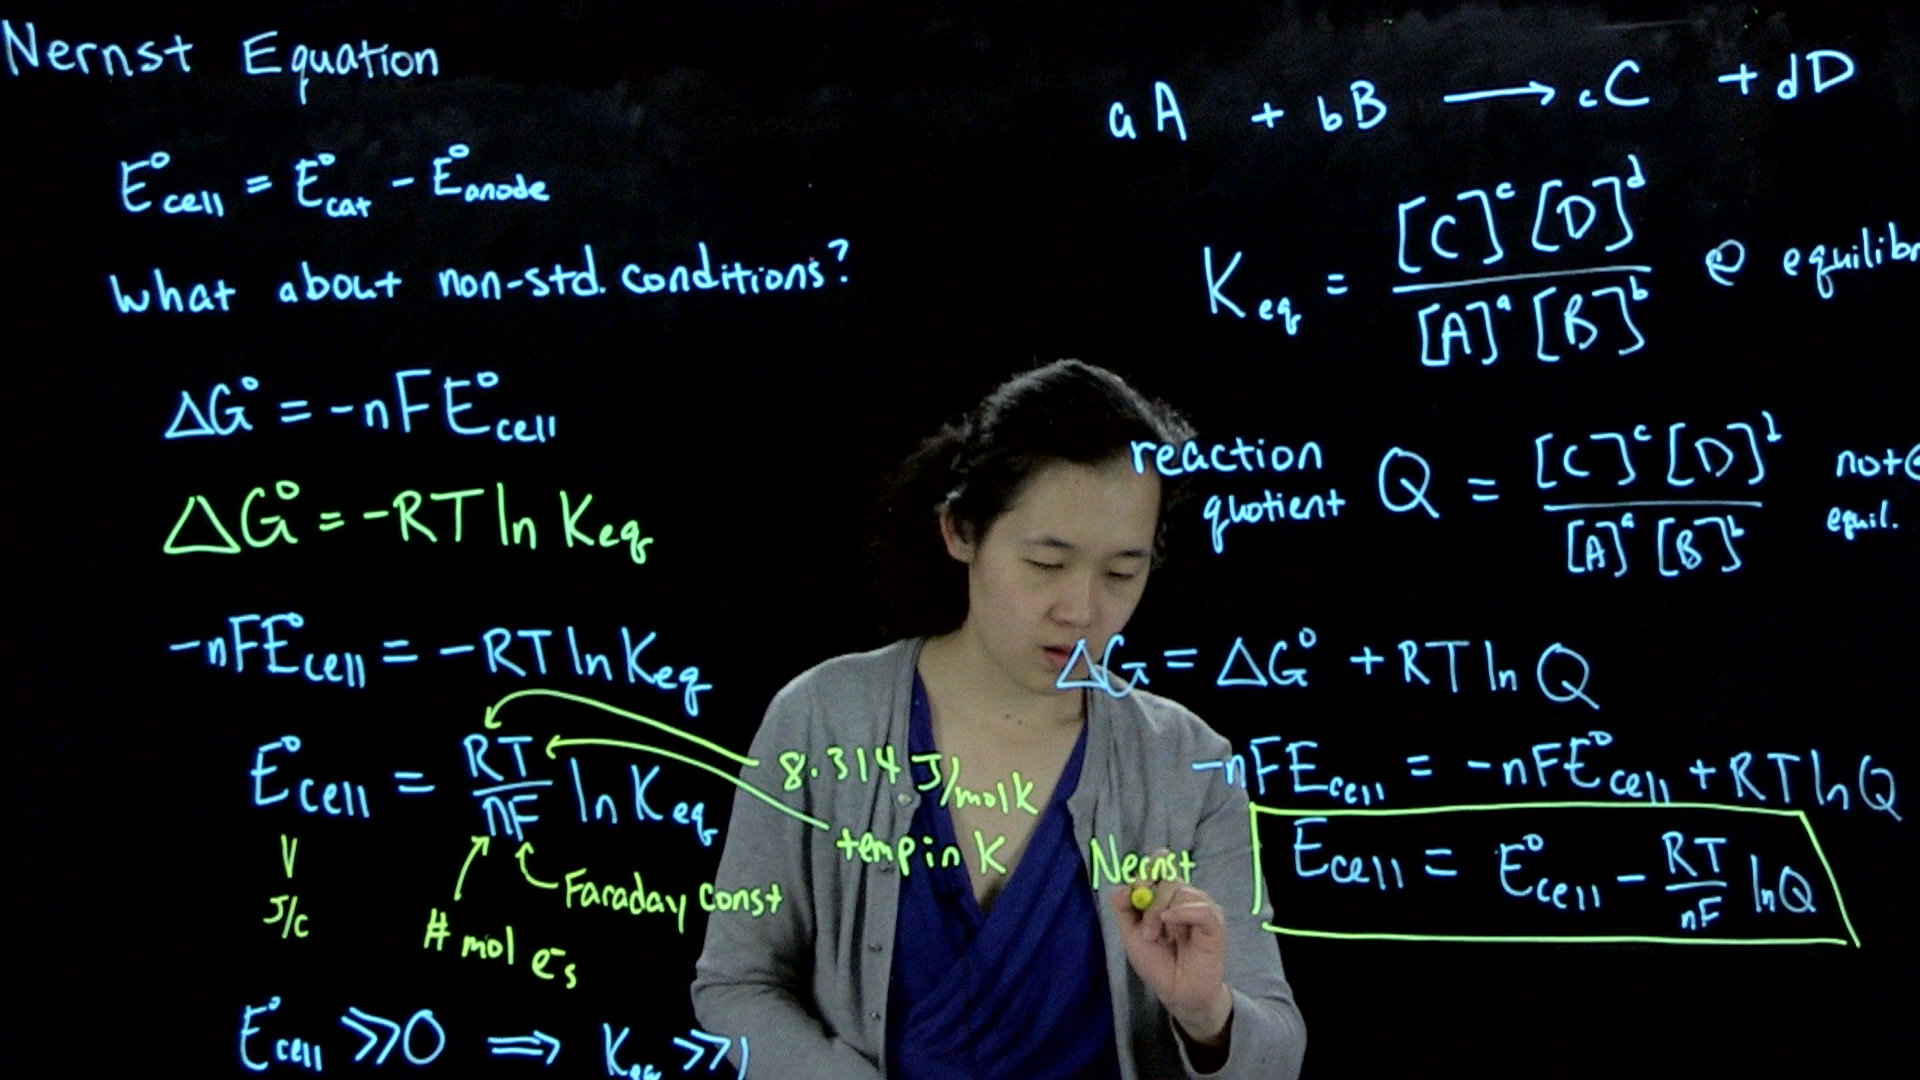 Nernst Equation
E°cell = E°cat - E°anode
What about non-std. conditions?
ΔG° = -nFE°cell
ΔG° = -RT ln Keq
-nFE°cell = -RT ln Keq
E°cell = RT/nF ln Keq
8.314 J/molK
temp in K
V
J/C
# mol e⁻s
Faraday const
E°cell >> 0 ⇒ Keq >> 1
aA + bB → cC + dD
Keq = [C]^c [D]^d / [A]^a [B]^b @ equilibr
reaction quotient Q = [C]^c [D]^d / [A]^a [B]^b not @ equil.
ΔG = ΔG° + RT ln Q
-nFEcell = -nFE°cell + RT ln Q
Nernst
Ecell = E°cell - RT/nF ln Q